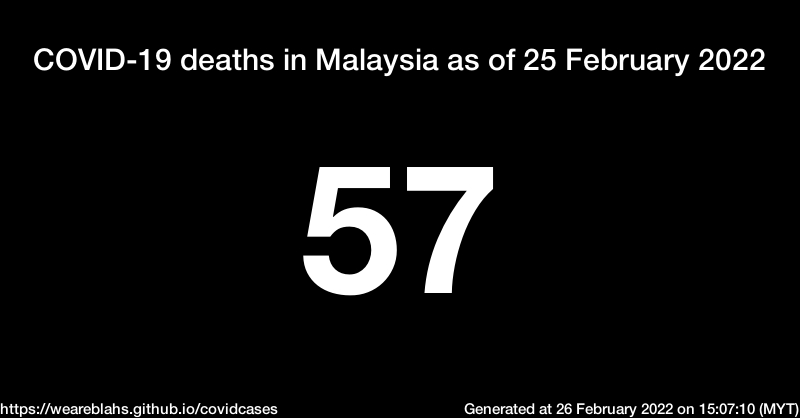 COVID-19 deaths in Malaysia as of 25 February 2022
57
https://weareblahs.github.io/covidcases
Generated at 26 February 2022 on 15:07:10 (MYT)